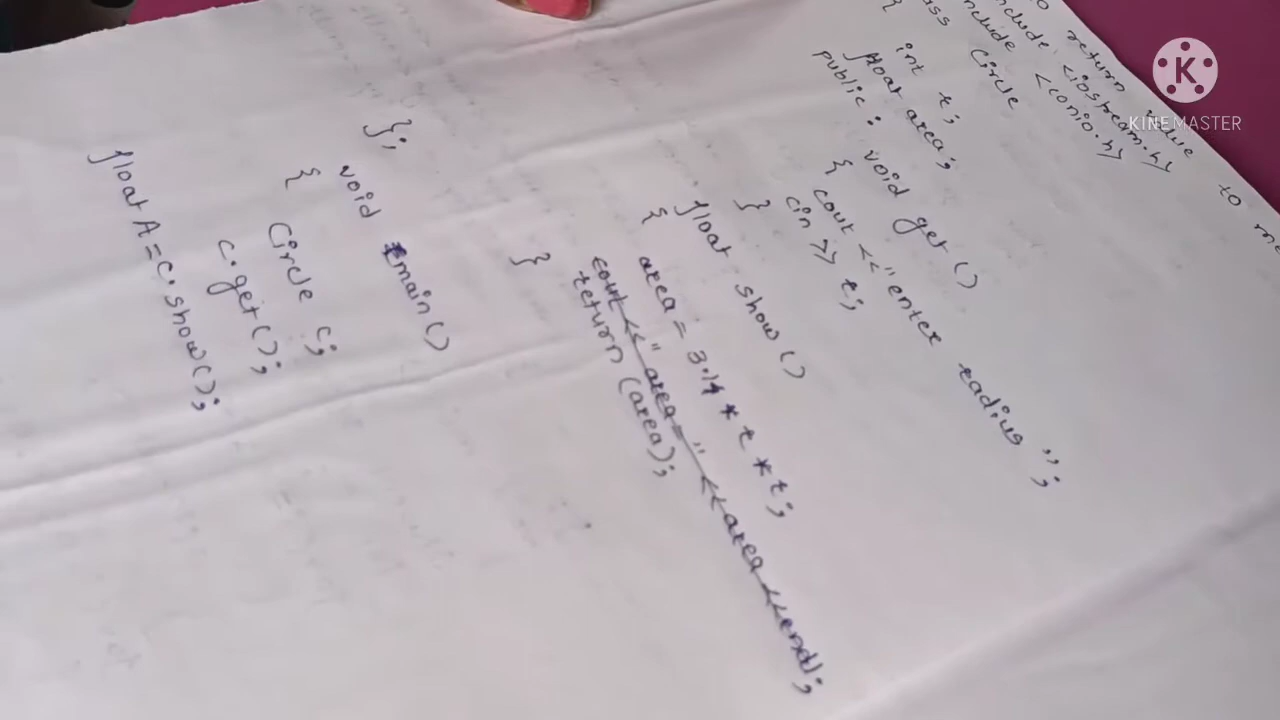 return value to
include <iostream.h>
include <conio.h>
ass Circle
{
int r;
float area;
public : void get ()
{
cout <<"enter radius";
cin >> r;
}
float show ()
{
area = 3.14 * r * r;
cout << "area=" << area << endl;
return (area);
}
};
void main ()
{
Circle c;
c.get ();
float A = c.show();
KINEMASTER